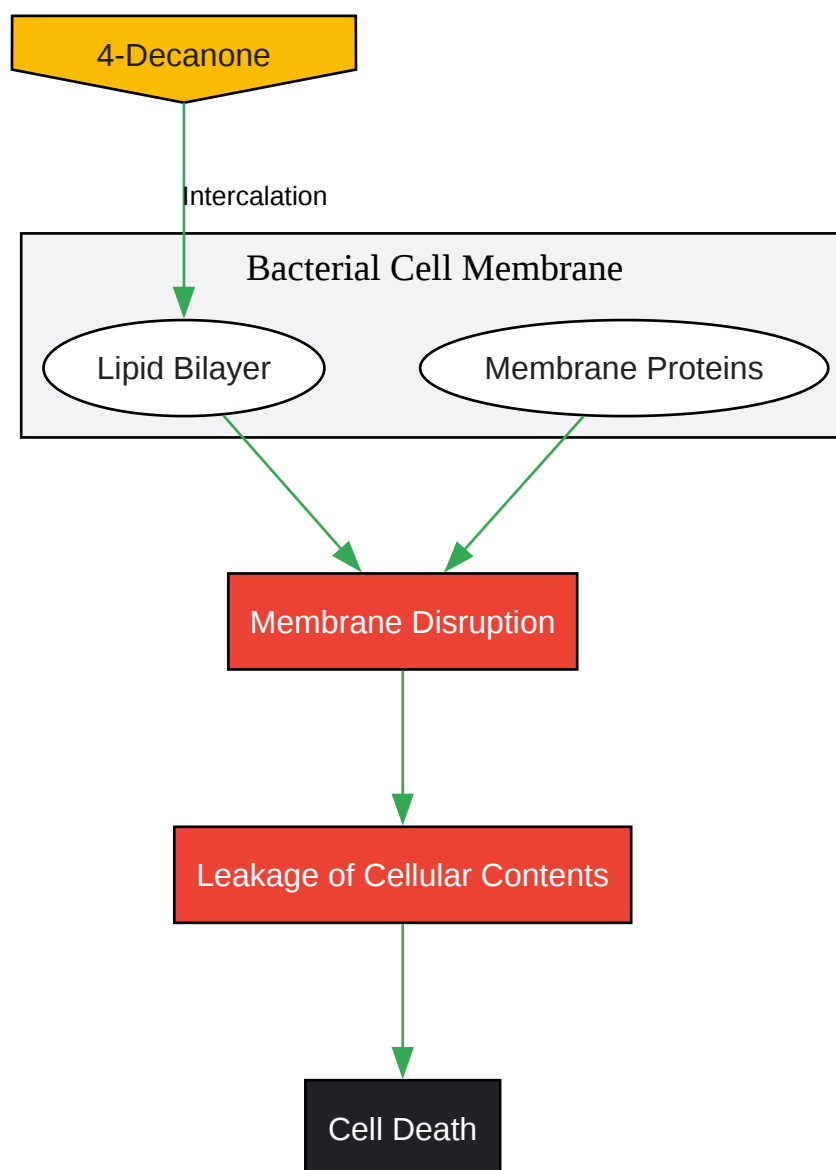 4-Decanone
Intercalation
Bacterial Cell Membrane
Lipid Bilayer
Membrane Proteins
Membrane Disruption
Leakage of Cellular Contents
Cell Death